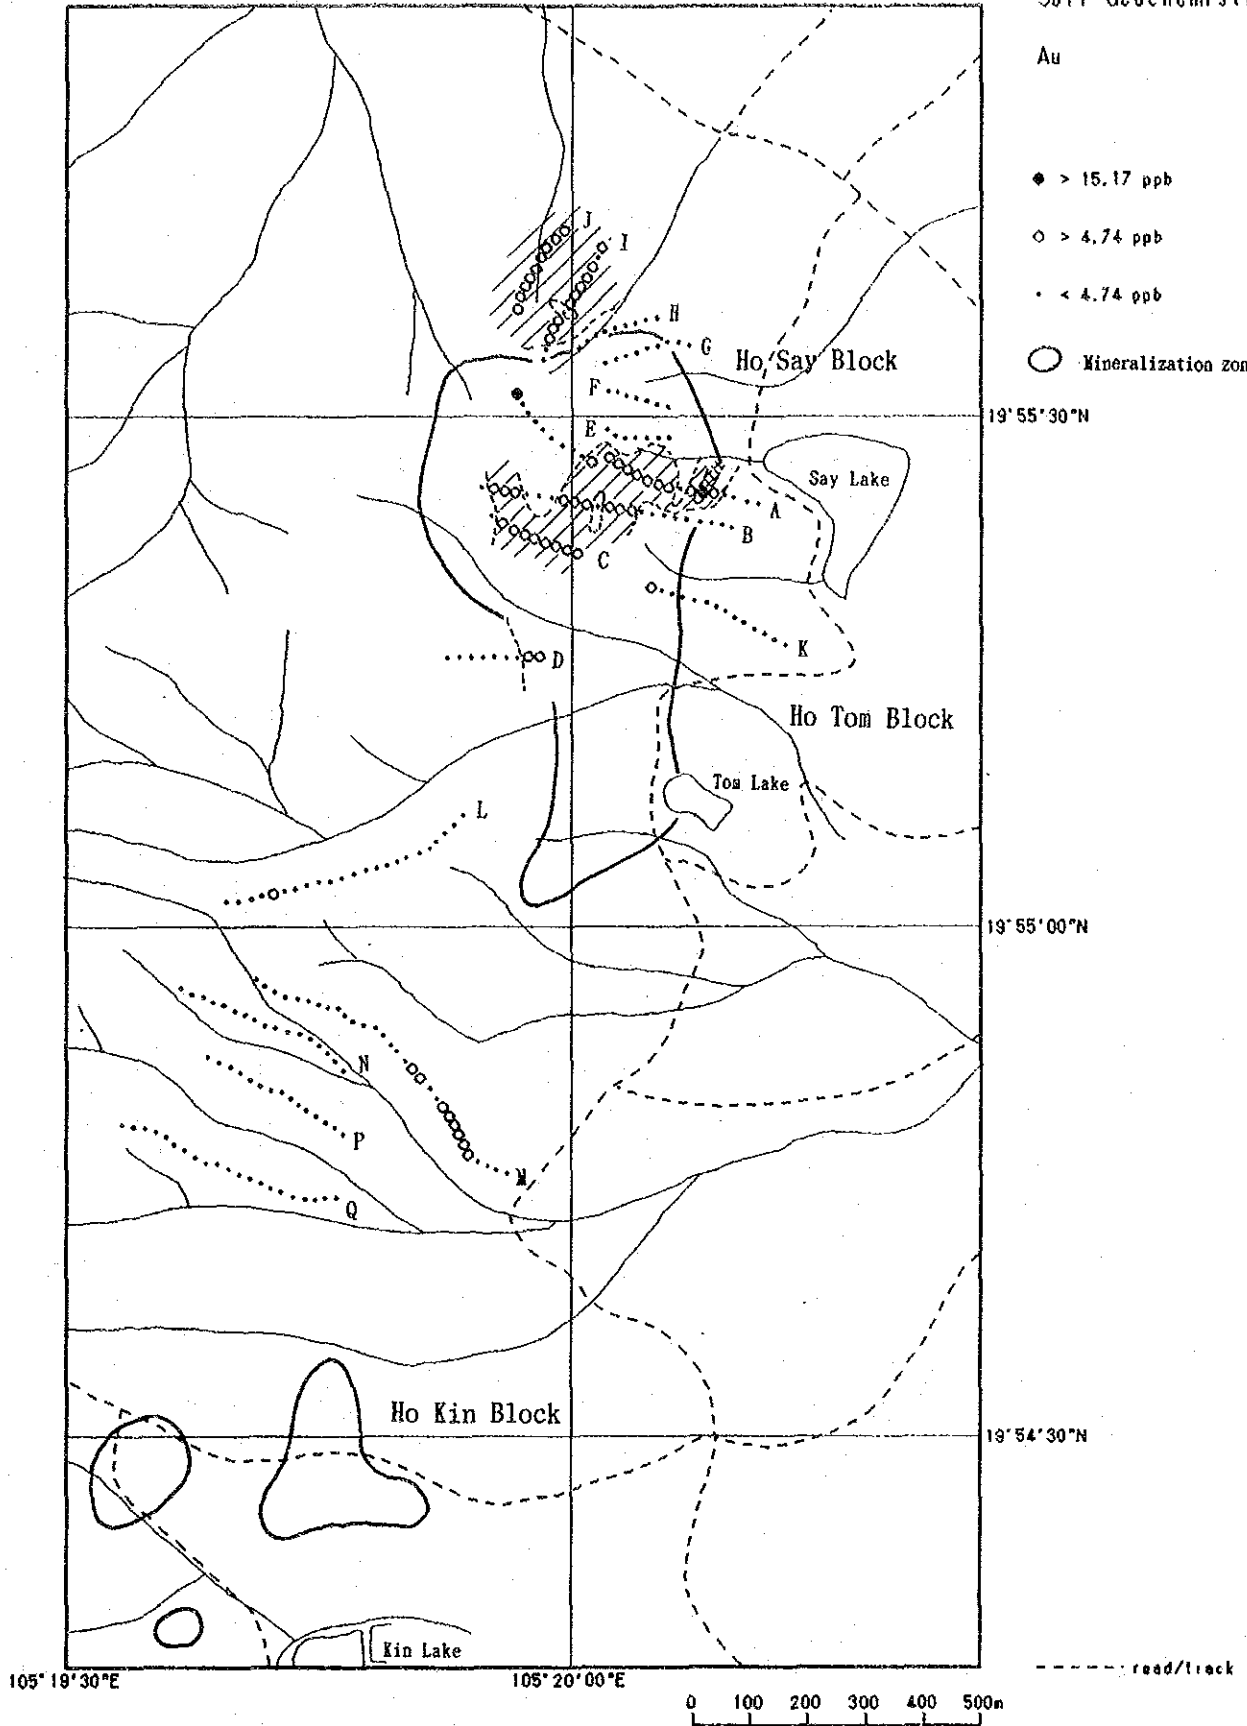 Au
> 15.17 ppb
> 4.74 ppb
< 4.74 ppb
Mineralization zon
J
I
H
G
Ho Say Block
F
19°55'30"N
E
Say Lake
A
B
C
K
D
Ho Tom Block
Tom Lake
L
19°55'00"N
N
P
M
Q
Ho Kin Block
19°54'30"N
Kin Lake
105°19'30"E
105°20'00"E
road/track
0 100 200 300 400 500m